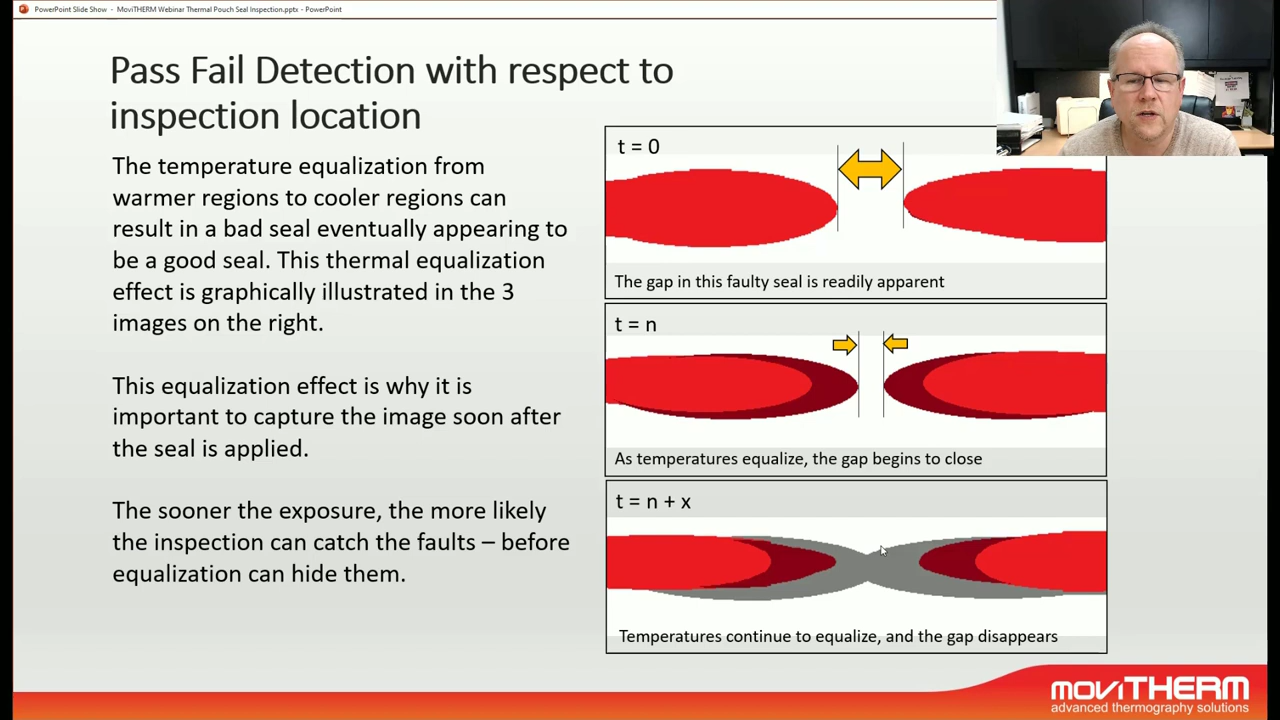 PowerPoint Slide Show - MoviTHERM Webinar Thermal Pouch Seal Inspection.pptx - PowerPoint
Pass Fail Detection with respect to
inspection location
The temperature equalization from
warmer regions to cooler regions can
result in a bad seal eventually appearing to
be a good seal. This thermal equalization
effect is graphically illustrated in the 3
images on the right.
This equalization effect is why it is
important to capture the image soon after
the seal is applied.
The sooner the exposure, the more likely
the inspection can catch the faults – before
equalization can hide them.
t = 0
The gap in this faulty seal is readily apparent
t = n
As temperatures equalize, the gap begins to close
t = n + x
Temperatures continue to equalize, and the gap disappears
moviTHERM
advanced thermography solutions